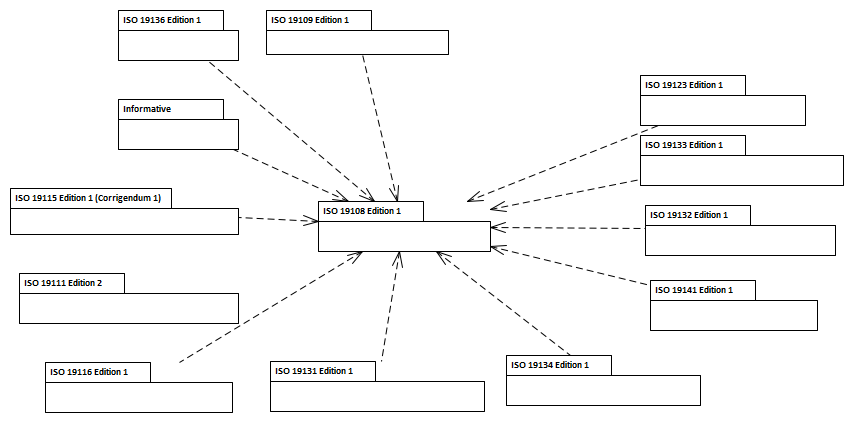 ISO 19136 Edition 1
ISO 19109 Edition 1
ISO 19123 Edition 1
Informative
ISO 19133 Edition 1
ISO 19115 Edition 1 (Corrigendum 1)
ISO 19108 Edition 1
ISO 19132 Edition 1
ISO 19111 Edition 2
ISO 19141 Edition 1
ISO 19116 Edition 1
ISO 19131 Edition 1
ISO 19134 Edition 1